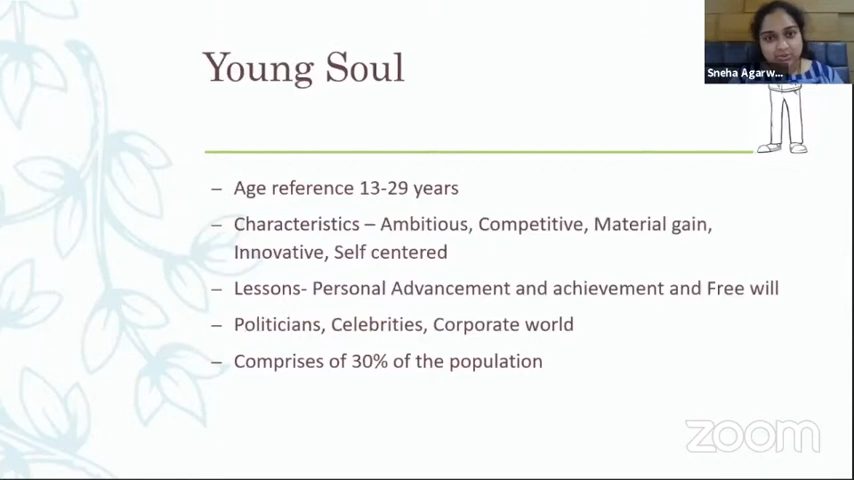 Young Soul
Sneha Agarw...
– Age reference 13-29 years
– Characteristics – Ambitious, Competitive, Material gain,
Innovative, Self centered
– Lessons- Personal Advancement and achievement and Free will
– Politicians, Celebrities, Corporate world
– Comprises of 30% of the population
zoom